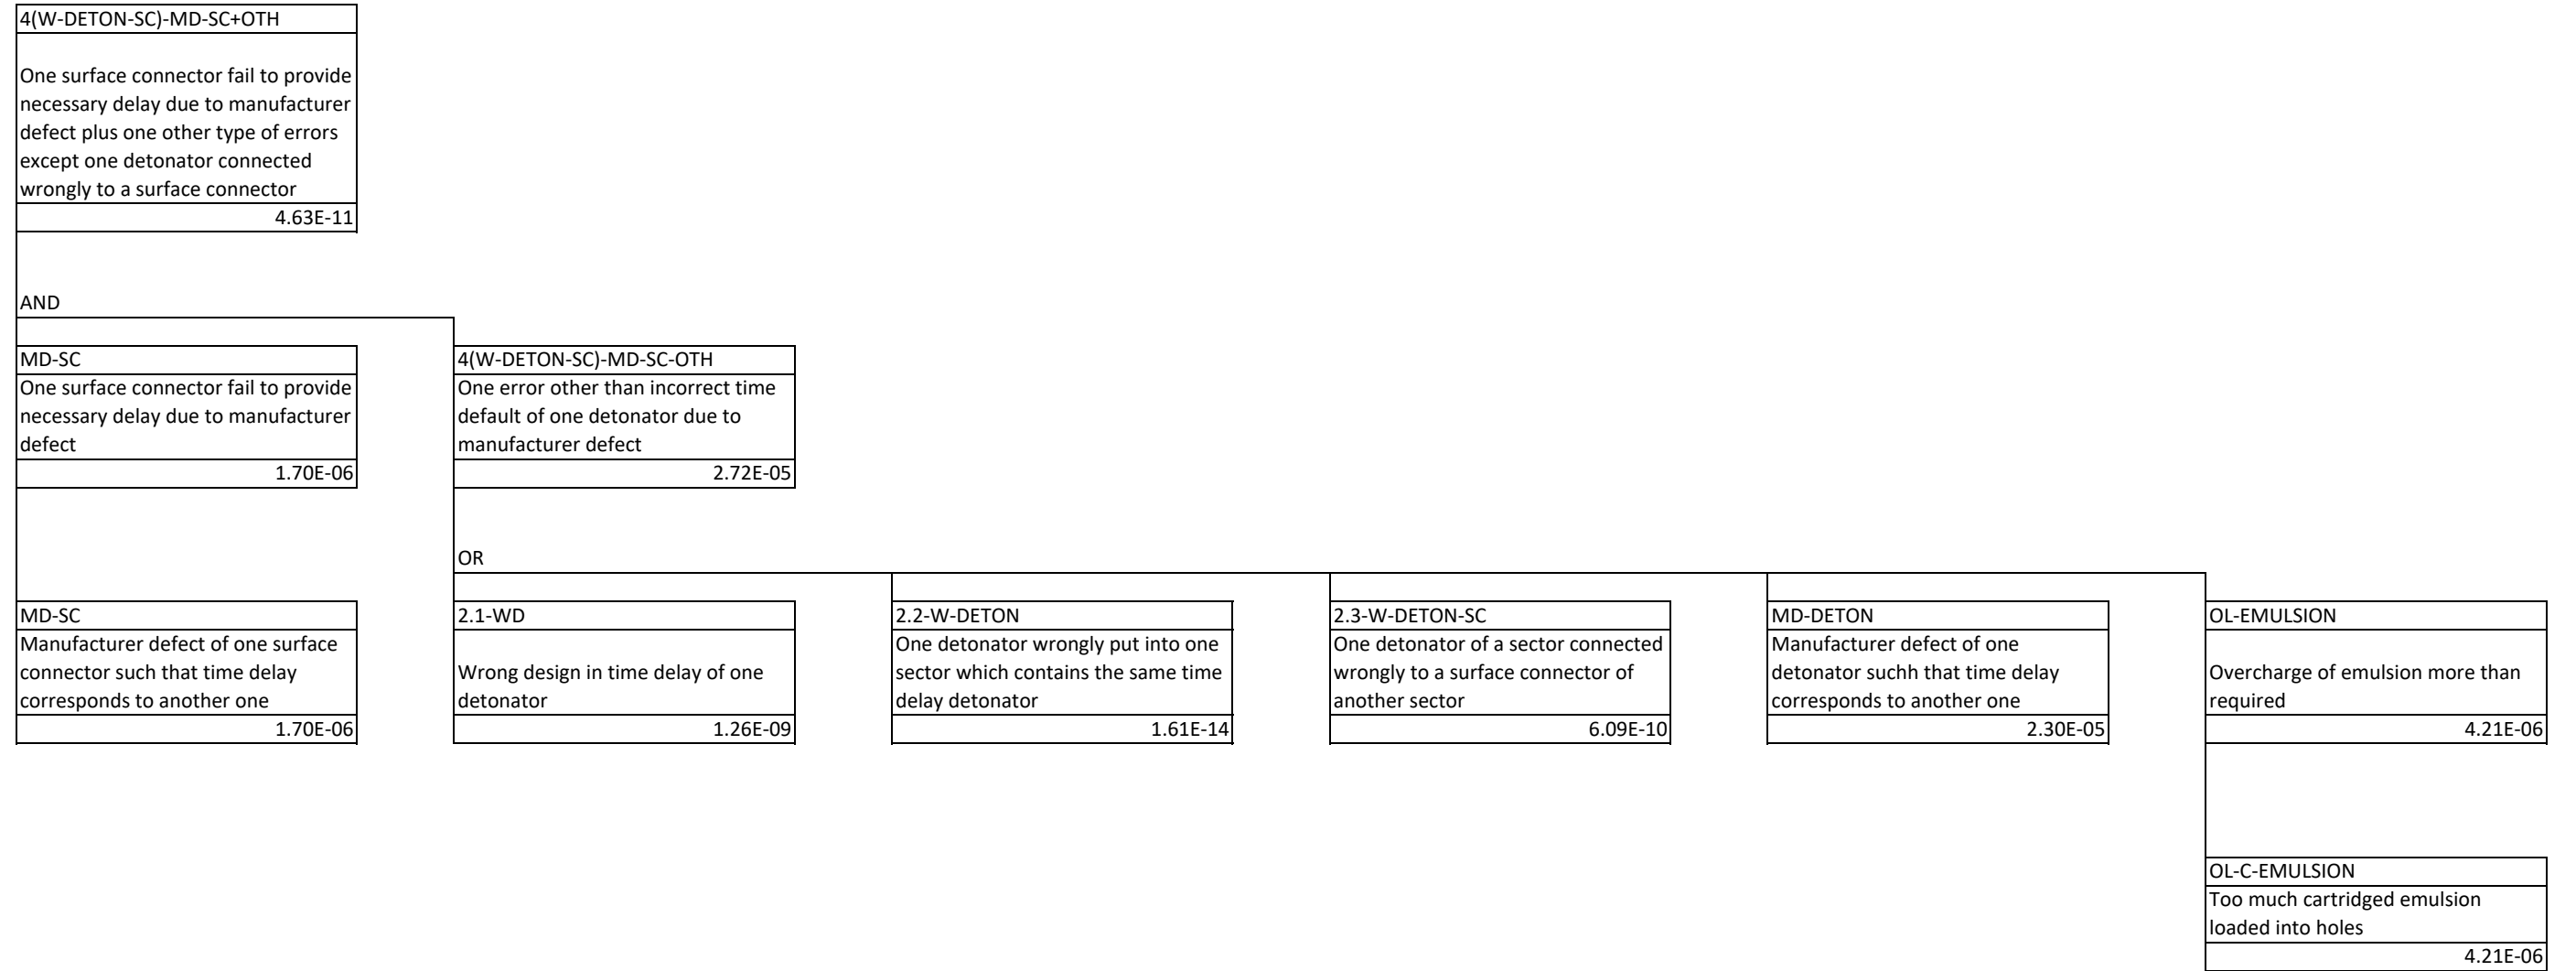 4(W-DETON-SC)-MD-SC+OTH
One surface connector fail to provide
necessary delay due to manufacturer
defect plus one other type of errors
except one detonator connected
wrongly to a surface connector
4.63E-11
AND
MD-SC
One surface connector fail to provide
necessary delay due to manufacturer
defect
1.70E-06
4(W-DETON-SC)-MD-SC-OTH
One error other than incorrect time
default of one detonator due to
manufacturer defect
2.72E-05
OR
MD-SC
Manufacturer defect of one surface
connector such that time delay
corresponds to another one
1.70E-06
2.1-WD
Wrong design in time delay of one
detonator
1.26E-09
2.2-W-DETON
One detonator wrongly put into one
sector which contains the same time
delay detonator
1.61E-14
2.3-W-DETON-SC
One detonator of a sector connected
wrongly to a surface connector of
another sector
6.09E-10
MD-DETON
Manufacturer defect of one
detonator suchh that time delay
corresponds to another one
2.30E-05
OL-EMULSION
Overcharge of emulsion more than
required
4.21E-06
OL-C-EMULSION
Too much cartridged emulsion
loaded into holes
4.21E-06